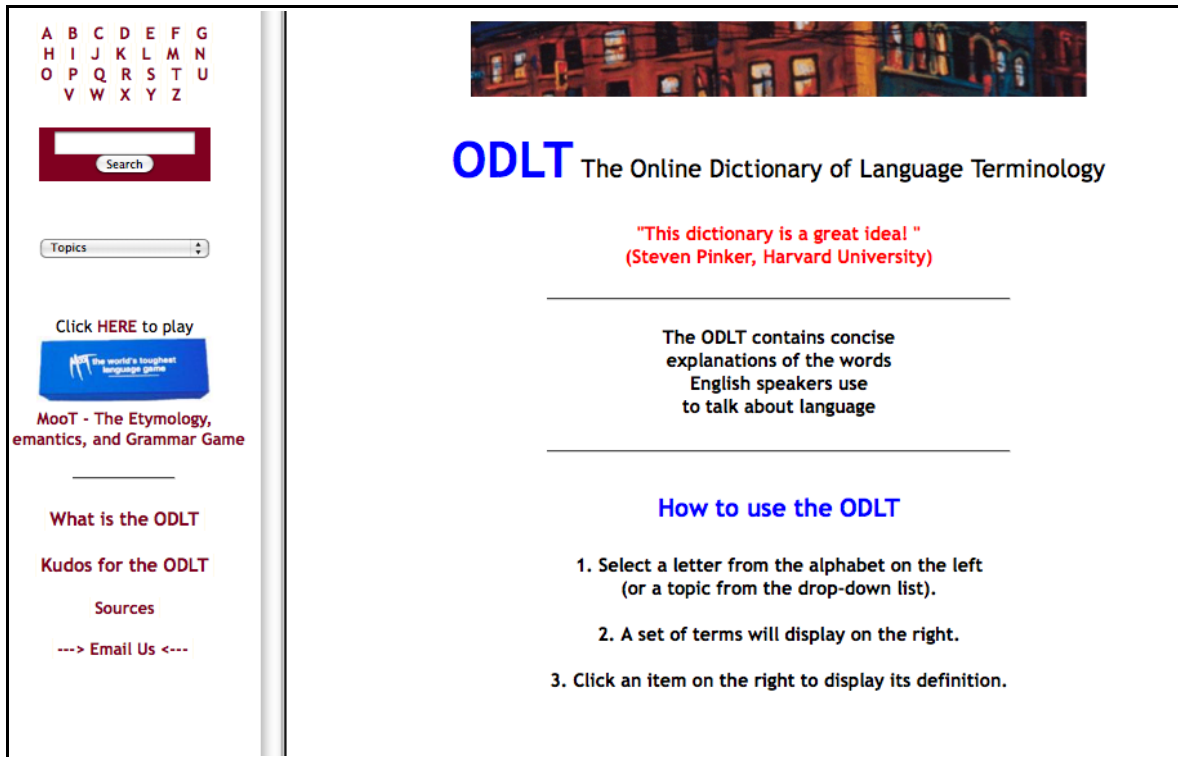 A B C D E F G
H I J K L M N
O P Q R S T U
V W X Y Z
Search
Topics
Click HERE to play
MooT the world's toughest
language game
MooT - The Etymology,
emantics, and Grammar Game
What is the ODLT
Kudos for the ODLT
Sources
---> Email Us <---
ODLT The Online Dictionary of Language Terminology
"This dictionary is a great idea! "
(Steven Pinker, Harvard University)
The ODLT contains concise
explanations of the words
English speakers use
to talk about language
How to use the ODLT
1. Select a letter from the alphabet on the left
(or a topic from the drop-down list).
2. A set of terms will display on the right.
3. Click an item on the right to display its definition.